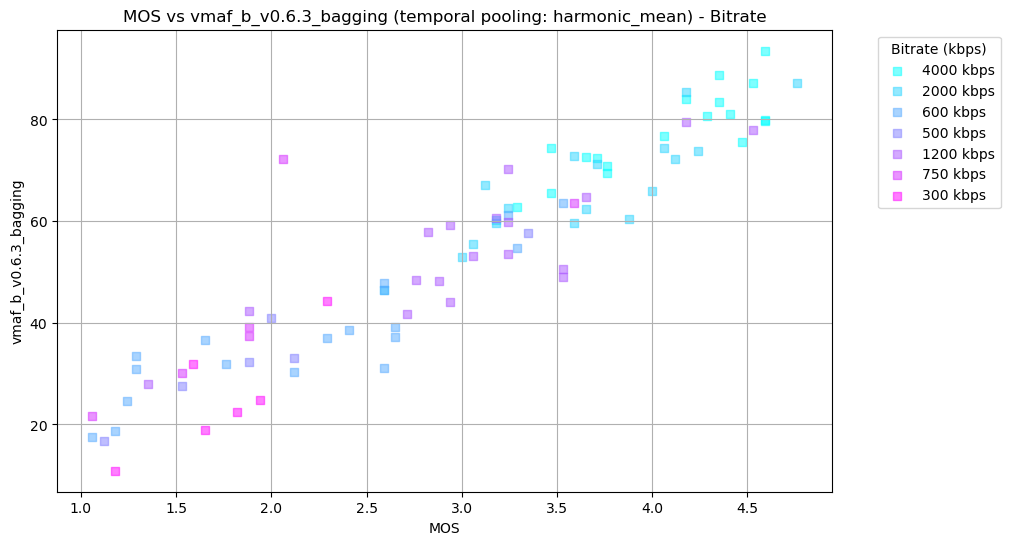 MOS vs vmaf_b_v0.6.3_bagging (temporal pooling: harmonic_mean) - Bitrate
Bitrate (kbps)
4000 kbps
2000 kbps
600 kbps
500 kbps
1200 kbps
750 kbps
300 kbps
vmaf_b_v0.6.3_bagging
80
60
40
20
1.0 1.5 2.0 2.5 3.0 3.5 4.0 4.5
MOS